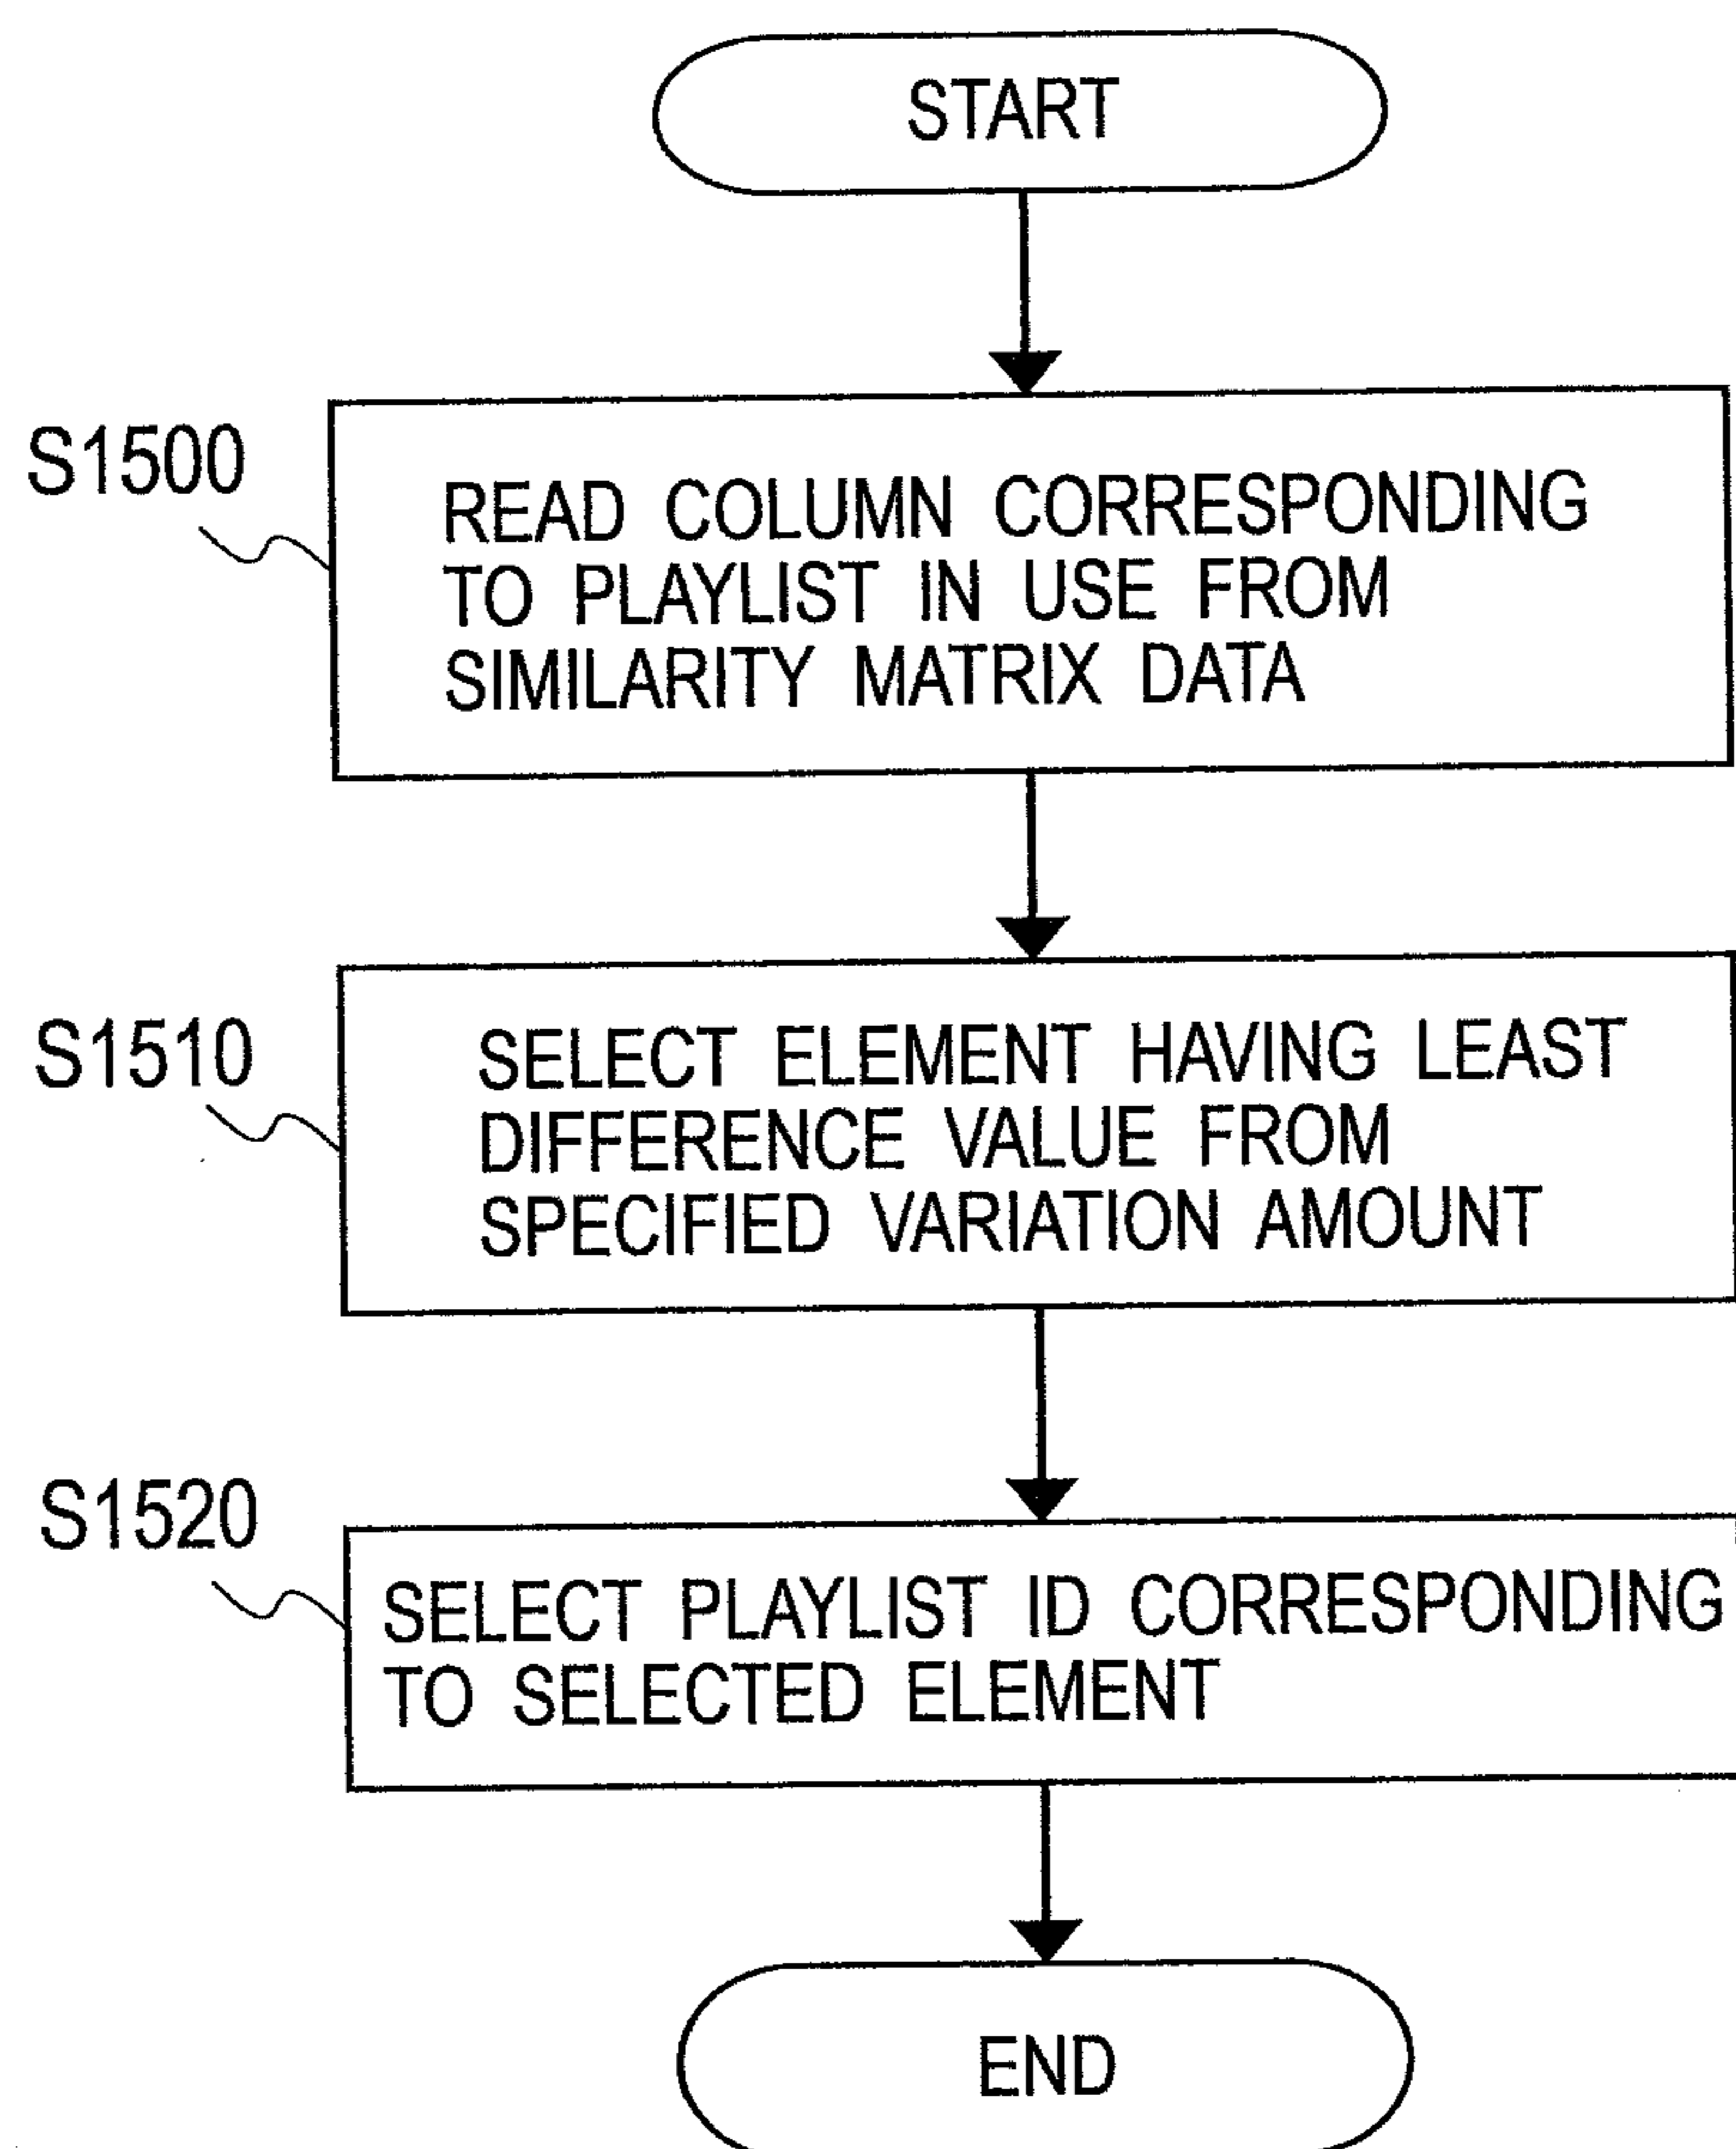 START
S1500
READ COLUMN CORRESPONDING
TO PLAYLIST IN USE FROM
SIMILARITY MATRIX DATA
S1510
SELECT ELEMENT HAVING LEAST
DIFFERENCE VALUE FROM
SPECIFIED VARIATION AMOUNT
S1520
SELECT PLAYLIST ID CORRESPONDING
TO SELECTED ELEMENT
END